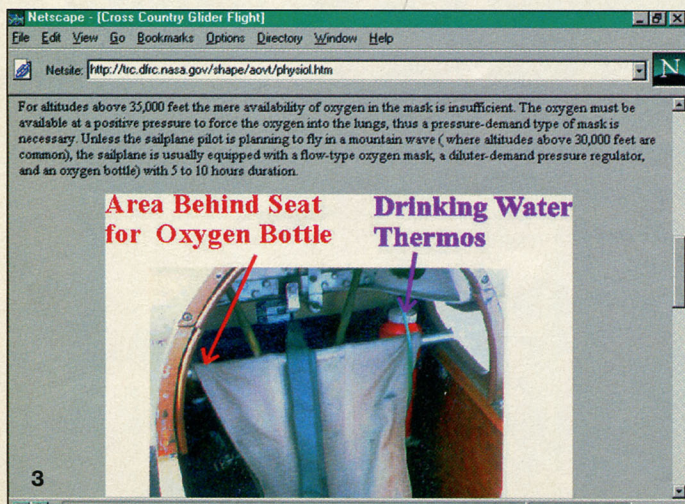 Netscape - [Cross Country Glider Flight]
File Edit View Go Bookmarks Options Directory Window Help
Netsite: http://trc.dfrc.nasa.gov/shape/aovt/physiol.htm
N
For altitudes above 35,000 feet the mere availability of oxygen in the mask is insufficient. The oxygen must be
available at a positive pressure to force the oxygen into the lungs, thus a pressure-demand type of mask is
necessary. Unless the sailplane pilot is planning to fly in a mountain wave ( where altitudes above 30,000 feet are
common), the sailplane is usually equipped with a flow-type oxygen mask, a diluter-demand pressure regulator,
and an oxygen bottle) with 5 to 10 hours duration.
Area Behind Seat
for Oxygen Bottle
Drinking Water
Thermos
3